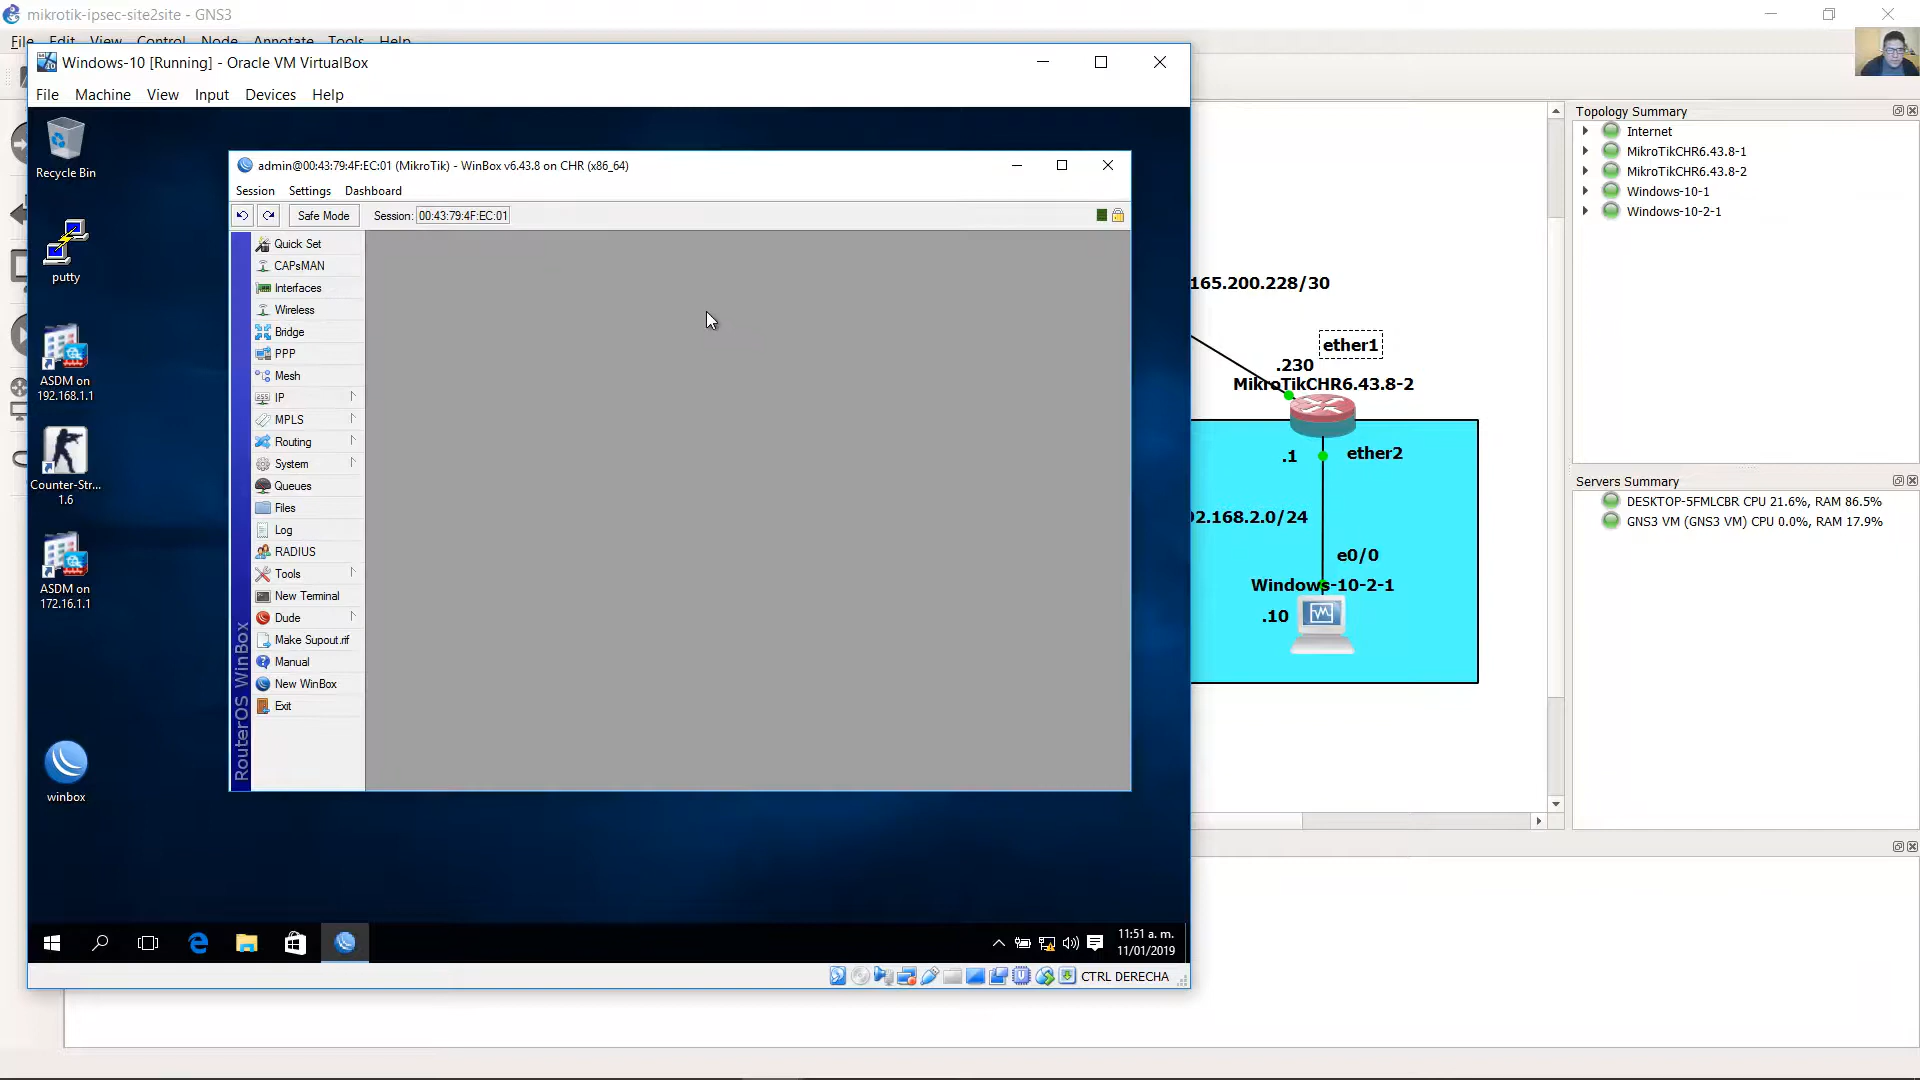 mikrotik-ipsec-site2site - GNS3
File Edit View Control Node Annotate Tools Help
Windows-10 [Running] - Oracle VM VirtualBox
File Machine View Input Devices Help
Recycle Bin
putty
ASDM on
192.168.1.1
Counter-Str...
1.6
ASDM on
172.16.1.1
winbox
admin@00:43:79:4F:EC:01 (MikroTik) - WinBox v6.43.8 on CHR (x86_64)
Session Settings Dashboard
Safe Mode Session: 00:43:79:4F:EC:01
Quick Set
CAPsMAN
Interfaces
Wireless
Bridge
PPP
Mesh
IP
MPLS
Routing
System
Queues
Files
Log
RADIUS
Tools
New Terminal
Dude
Make Supout.rif
Manual
New WinBox
Exit
RouterOS WinBox
11:51 a. m.
11/01/2019
CTRL DERECHA
165.200.228/30
ether1
.230
MikroTikCHR6.43.8-2
.1 ether2
92.168.2.0/24
e0/0
Windows-10-2-1
.10
Topology Summary
Internet
MikroTikCHR6.43.8-1
MikroTikCHR6.43.8-2
Windows-10-1
Windows-10-2-1
Servers Summary
DESKTOP-5FMLCBR CPU 21.6%, RAM 86.5%
GNS3 VM (GNS3 VM) CPU 0.0%, RAM 17.9%